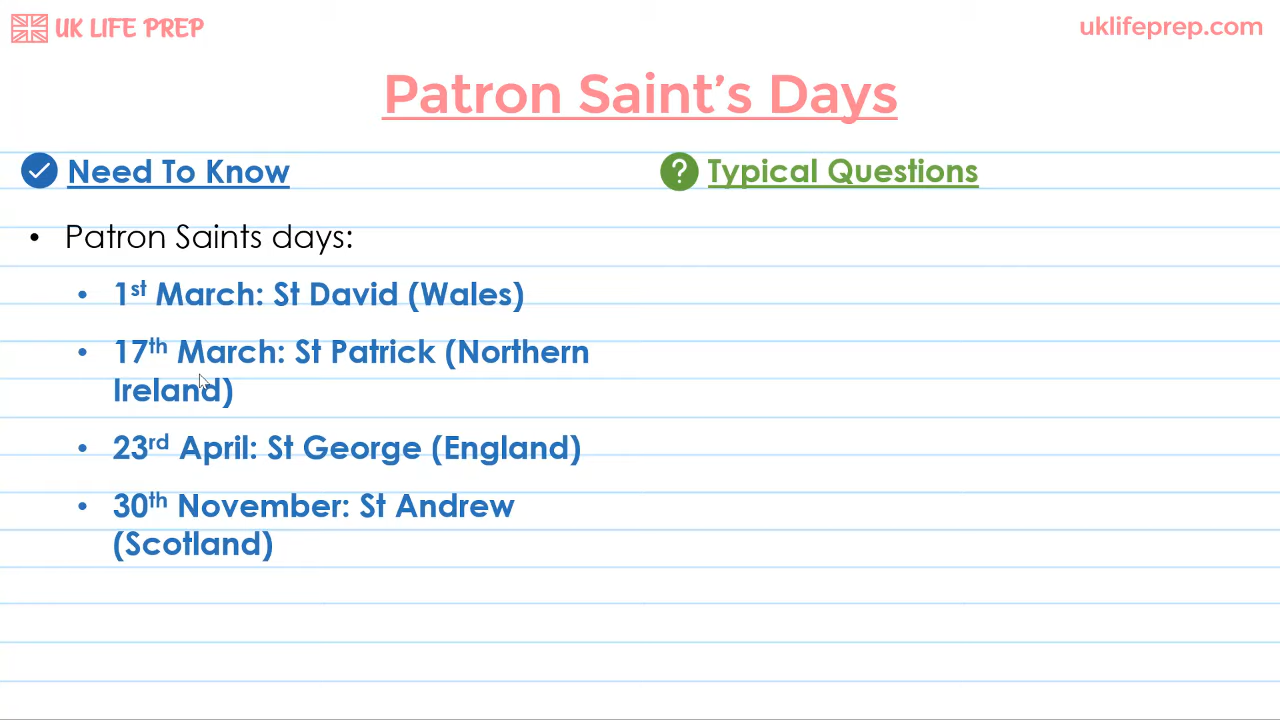 UK LIFE PREP
uklifeprep.com
Patron Saint’s Days
Need To Know
• Patron Saints days:
• 1st March: St David (Wales)
• 17th March: St Patrick (Northern
Ireland)
• 23rd April: St George (England)
• 30th November: St Andrew
(Scotland)
? Typical Questions